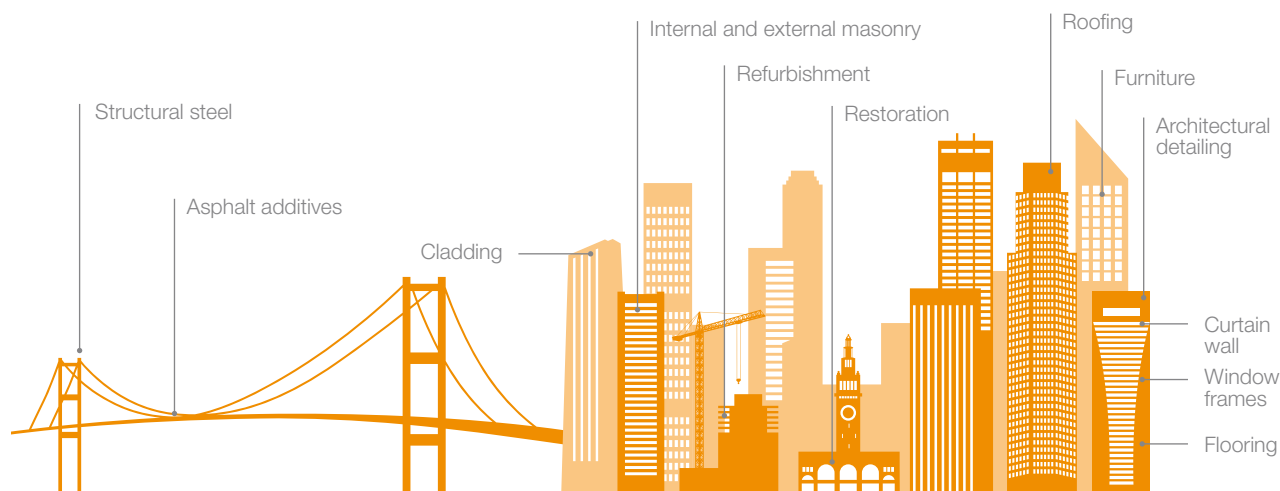 Internal and external masonry
Roofing
Refurbishment
Furniture
Structural steel
Restoration
Architectural
detailing
Asphalt additives
Cladding
Curtain
wall
Window
frames
Flooring